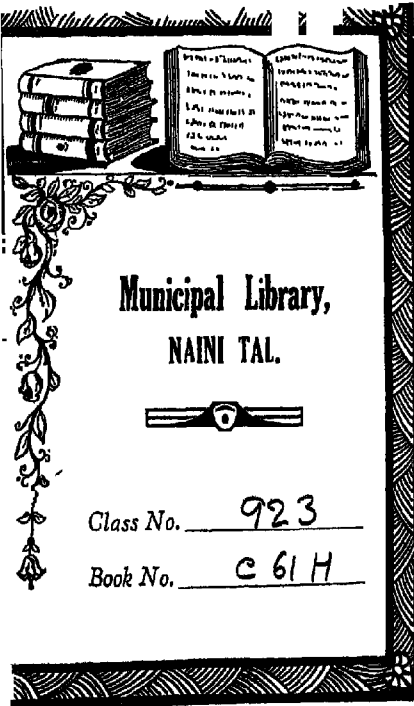 Municipal Library,
NAINI TAL.
Class No. 923
Book No. C 61 H